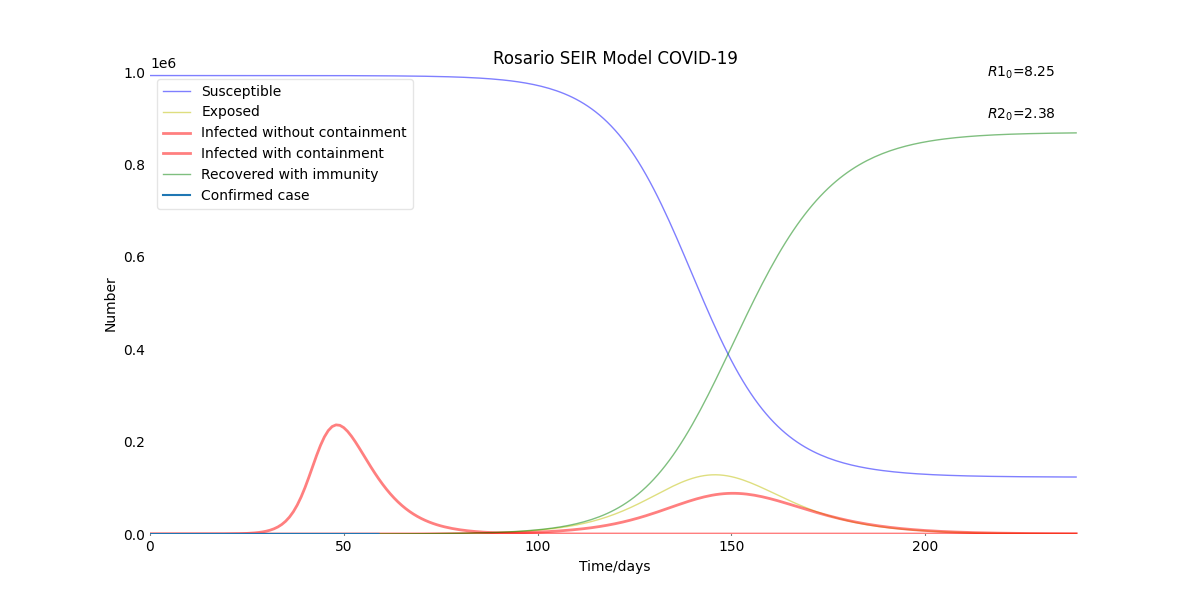 Rosario SEIR Model COVID-19
1e6
R1₀=8.25
R2₀=2.38
Susceptible
Exposed
Infected without containment
Infected with containment
Recovered with immunity
Confirmed case
Number
1.0
0.8
0.6
0.4
0.2
0.0
0 50 100 150 200
Time/days